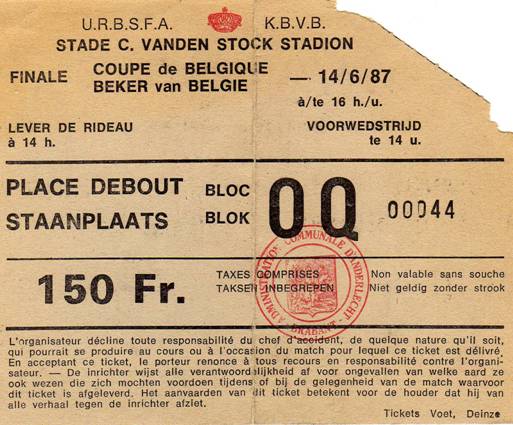 U.R.B.S.F.A. K.B.V.B.
STADE C. VANDEN STOCK STADION
FINALE COUPE de BELGIQUE — 14/6/87
BEKER van BELGIE
à/te 16 h./u.
LEVER DE RIDEAU VOORWEDSTRIJD
à 14 h. te 14 u.
PLACE DEBOUT BLOC OQ 00044
STAANPLAATS BLOK
ADMINISTRATION COMMUNALE D'ANDERLECHT
BRABANT
150 Fr. TAXES COMPRISES Non valable sans souche
TAKSEN INBEGREPEN Niet geldig zonder strook
L'organisateur décline toute responsabilité du chef d'accident, de quelque nature qu'il soit,
qui pourrait se produire au cours ou à l'occasion du match pour lequel ce ticket est délivré.
En acceptant ce ticket, le porteur renonce à tous recours en responsabilité contre l'organi-
sateur. — De inrichter wijst alle verantwoordelijkheid af voor ongevallen van welke aard ze
ook wezen die zich mochten voordoen tijdens of bij de gelegenheid van de match waarvoor
dit ticket is afgeleverd. Het aanvaarden van dit ticket betekent voor de houder dat hij van
alle verhaal tegen de inrichter afziet.
Tickets Voet, Deinze